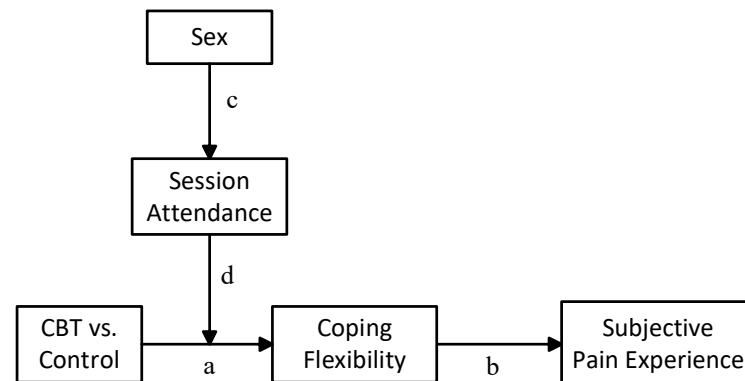 Sex
c
Session
Attendance
d
CBT vs.
Control
a
Coping
Flexibility
b
Subjective
Pain Experience